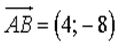 AB = (4; - 8)